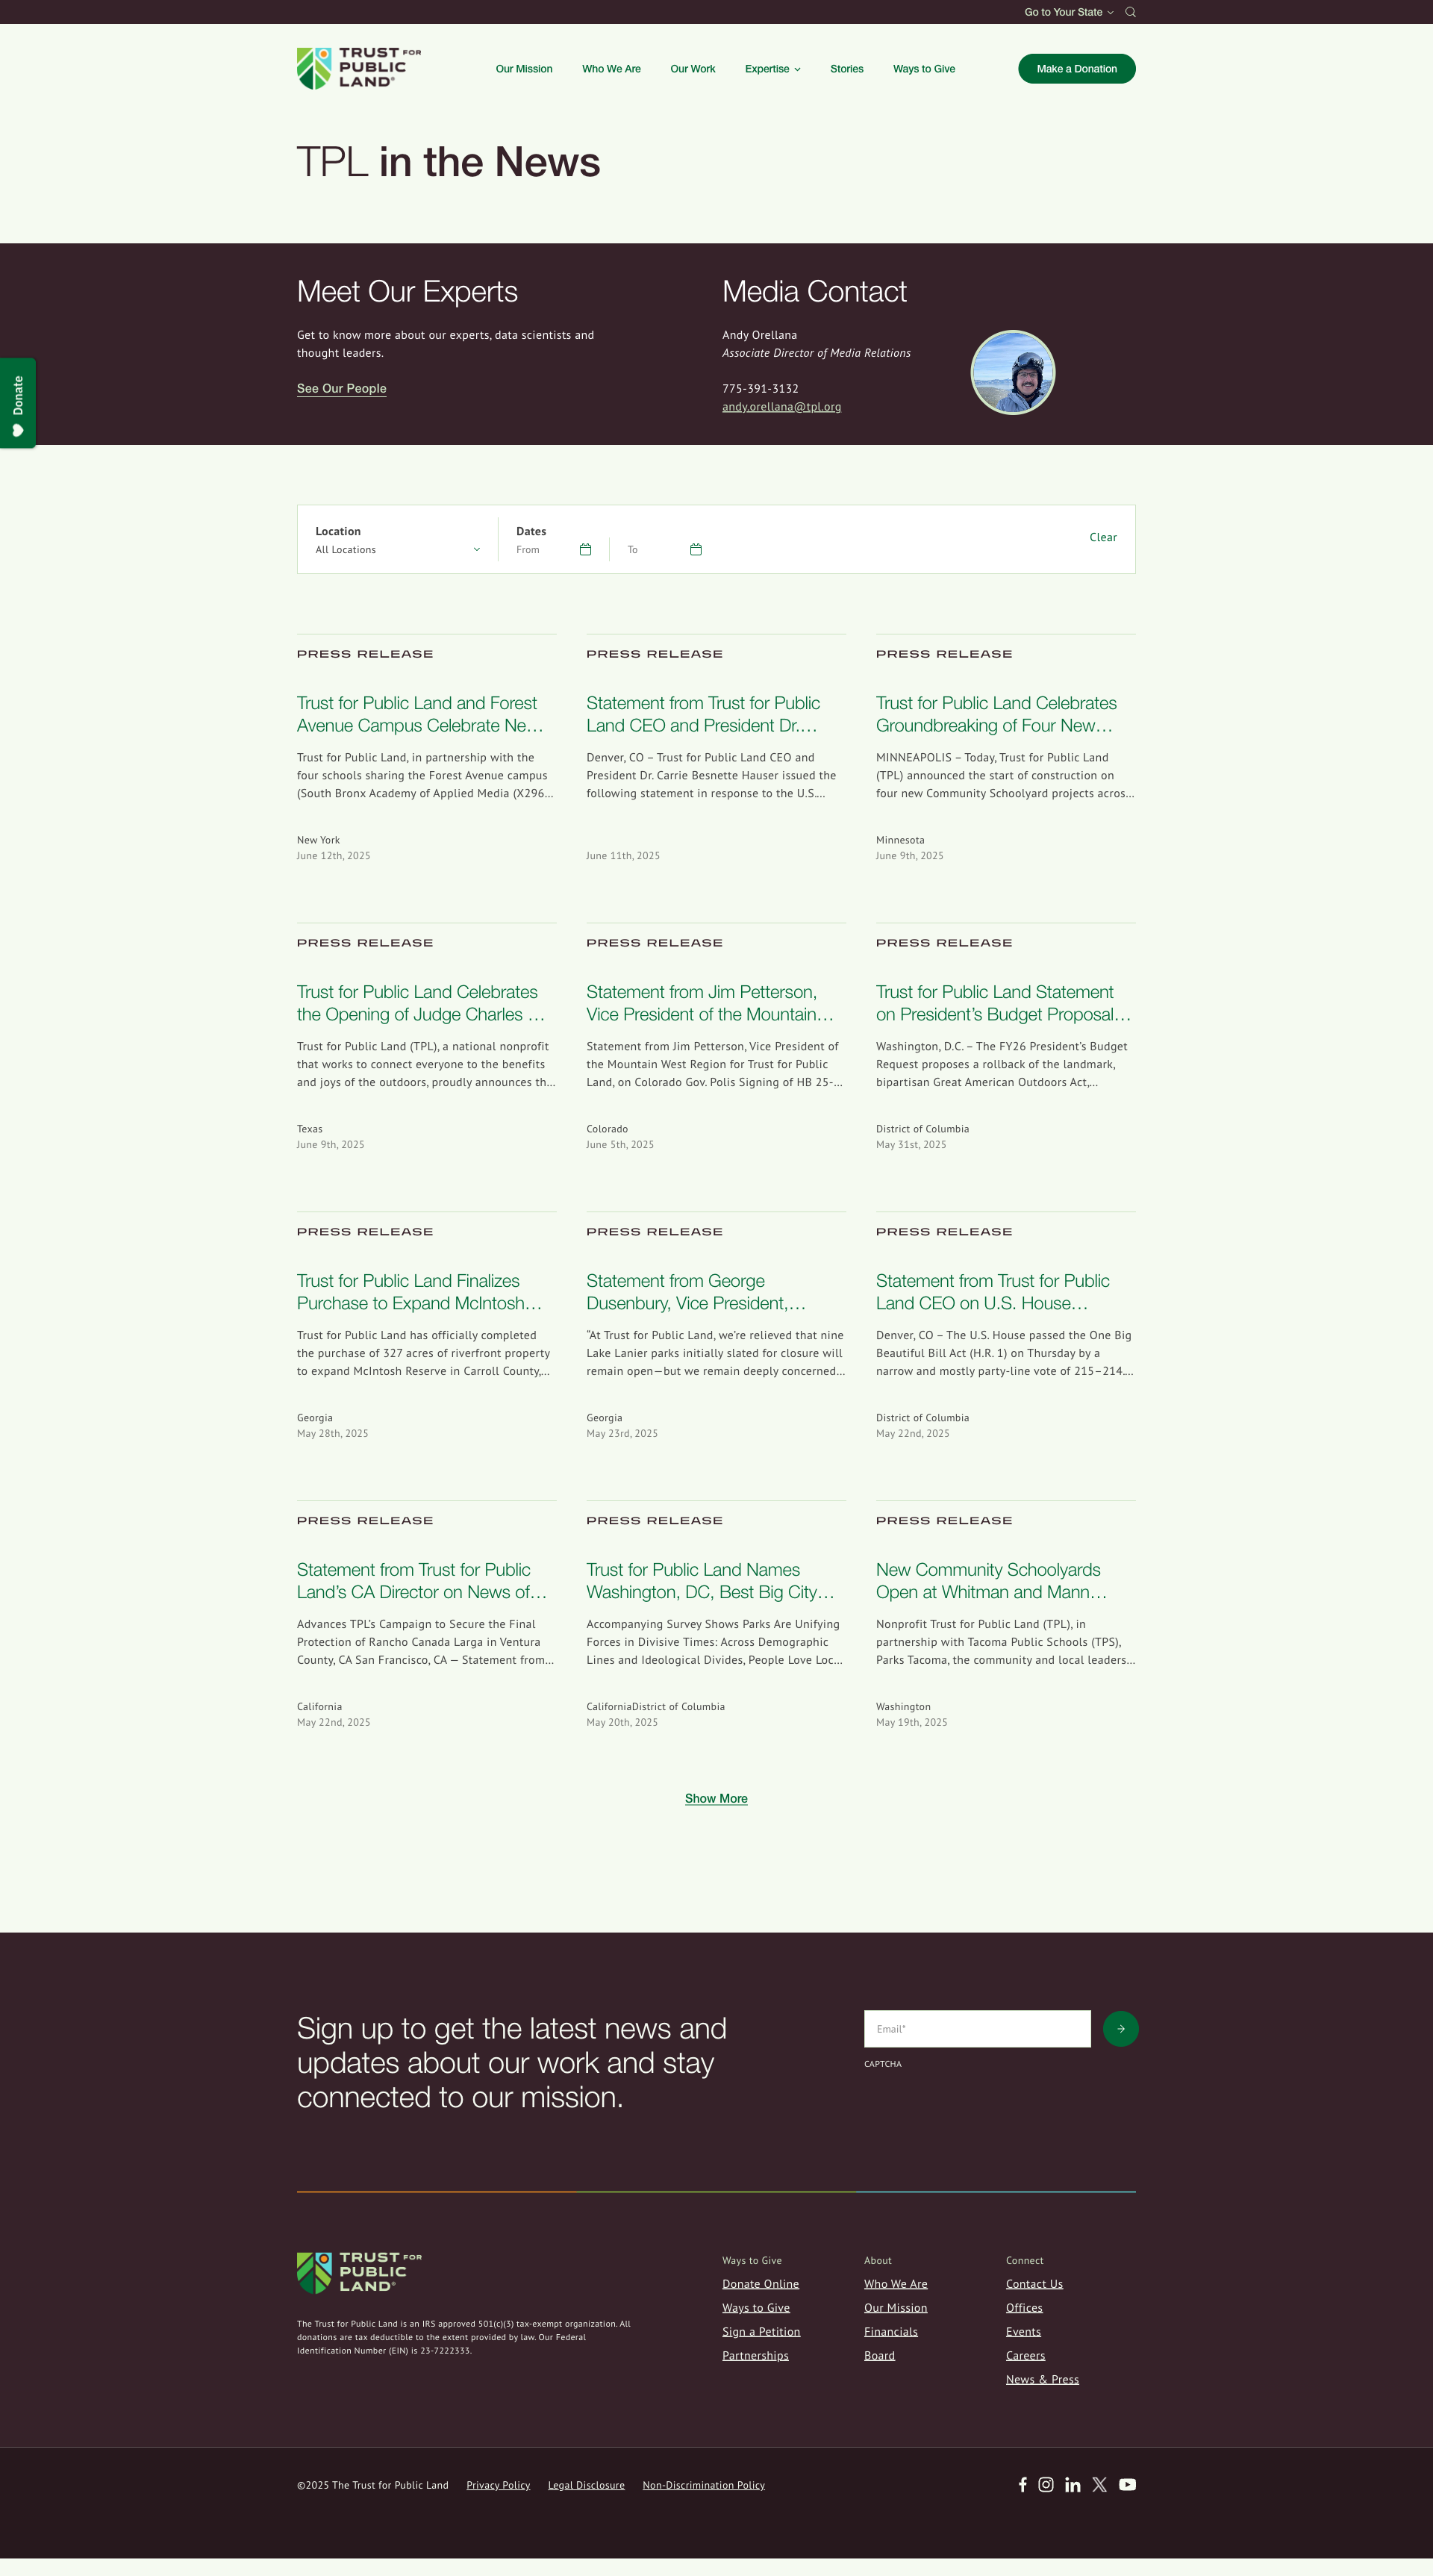 Go to Your State
TRUST FOR
PUBLIC
LAND®
Our Mission
Who We Are
Our Work
Expertise
Stories
Ways to Give
Make a Donation
TPL in the News
Donate
Meet Our Experts
Get to know more about our experts, data scientists and
thought leaders.
See Our People
Media Contact
Andy Orellana
Associate Director of Media Relations
775-391-3132
andy.orellana@tpl.org
Location
All Locations
Dates
From
To
Clear
PRESS RELEASE
Trust for Public Land and Forest
Avenue Campus Celebrate Ne…
Trust for Public Land, in partnership with the
four schools sharing the Forest Avenue campus
(South Bronx Academy of Applied Media (X296…
New York
June 12th, 2025
PRESS RELEASE
Statement from Trust for Public
Land CEO and President Dr.…
Denver, CO – Trust for Public Land CEO and
President Dr. Carrie Besnette Hauser issued the
following statement in response to the U.S.…
June 11th, 2025
PRESS RELEASE
Trust for Public Land Celebrates
Groundbreaking of Four New…
MINNEAPOLIS – Today, Trust for Public Land
(TPL) announced the start of construction on
four new Community Schoolyard projects acros…
Minnesota
June 9th, 2025
PRESS RELEASE
Trust for Public Land Celebrates
the Opening of Judge Charles …
Trust for Public Land (TPL), a national nonprofit
that works to connect everyone to the benefits
and joys of the outdoors, proudly announces th…
Texas
June 9th, 2025
PRESS RELEASE
Statement from Jim Petterson,
Vice President of the Mountain…
Statement from Jim Petterson, Vice President of
the Mountain West Region for Trust for Public
Land, on Colorado Gov. Polis Signing of HB 25-…
Colorado
June 5th, 2025
PRESS RELEASE
Trust for Public Land Statement
on President’s Budget Proposal…
Washington, D.C. – The FY26 President’s Budget
Request proposes a rollback of the landmark,
bipartisan Great American Outdoors Act,…
District of Columbia
May 31st, 2025
PRESS RELEASE
Trust for Public Land Finalizes
Purchase to Expand McIntosh…
Trust for Public Land has officially completed
the purchase of 327 acres of riverfront property
to expand McIntosh Reserve in Carroll County,…
Georgia
May 28th, 2025
PRESS RELEASE
Statement from George
Dusenbury, Vice President,…
“At Trust for Public Land, we’re relieved that nine
Lake Lanier parks initially slated for closure will
remain open—but we remain deeply concerned…
Georgia
May 23rd, 2025
PRESS RELEASE
Statement from Trust for Public
Land CEO on U.S. House…
Denver, CO – The U.S. House passed the One Big
Beautiful Bill Act (H.R. 1) on Thursday by a
narrow and mostly party-line vote of 215–214.…
District of Columbia
May 22nd, 2025
PRESS RELEASE
Statement from Trust for Public
Land’s CA Director on News of…
Advances TPL’s Campaign to Secure the Final
Protection of Rancho Canada Larga in Ventura
County, CA San Francisco, CA — Statement from…
California
May 22nd, 2025
PRESS RELEASE
Trust for Public Land Names
Washington, DC, Best Big City…
Accompanying Survey Shows Parks Are Unifying
Forces in Divisive Times: Across Demographic
Lines and Ideological Divides, People Love Loc…
CaliforniaDistrict of Columbia
May 20th, 2025
PRESS RELEASE
New Community Schoolyards
Open at Whitman and Mann…
Nonprofit Trust for Public Land (TPL), in
partnership with Tacoma Public Schools (TPS),
Parks Tacoma, the community and local leaders…
Washington
May 19th, 2025
Show More
Sign up to get the latest news and
updates about our work and stay
connected to our mission.
Email*
CAPTCHA
TRUST FOR
PUBLIC
LAND®
The Trust for Public Land is an IRS approved 501(c)(3) tax-exempt organization. All
donations are tax deductible to the extent provided by law. Our Federal
Identification Number (EIN) is 23-7222333.
Ways to Give
Donate Online
Ways to Give
Sign a Petition
Partnerships
About
Who We Are
Our Mission
Financials
Board
Connect
Contact Us
Offices
Events
Careers
News & Press
©2025 The Trust for Public Land
Privacy Policy
Legal Disclosure
Non-Discrimination Policy